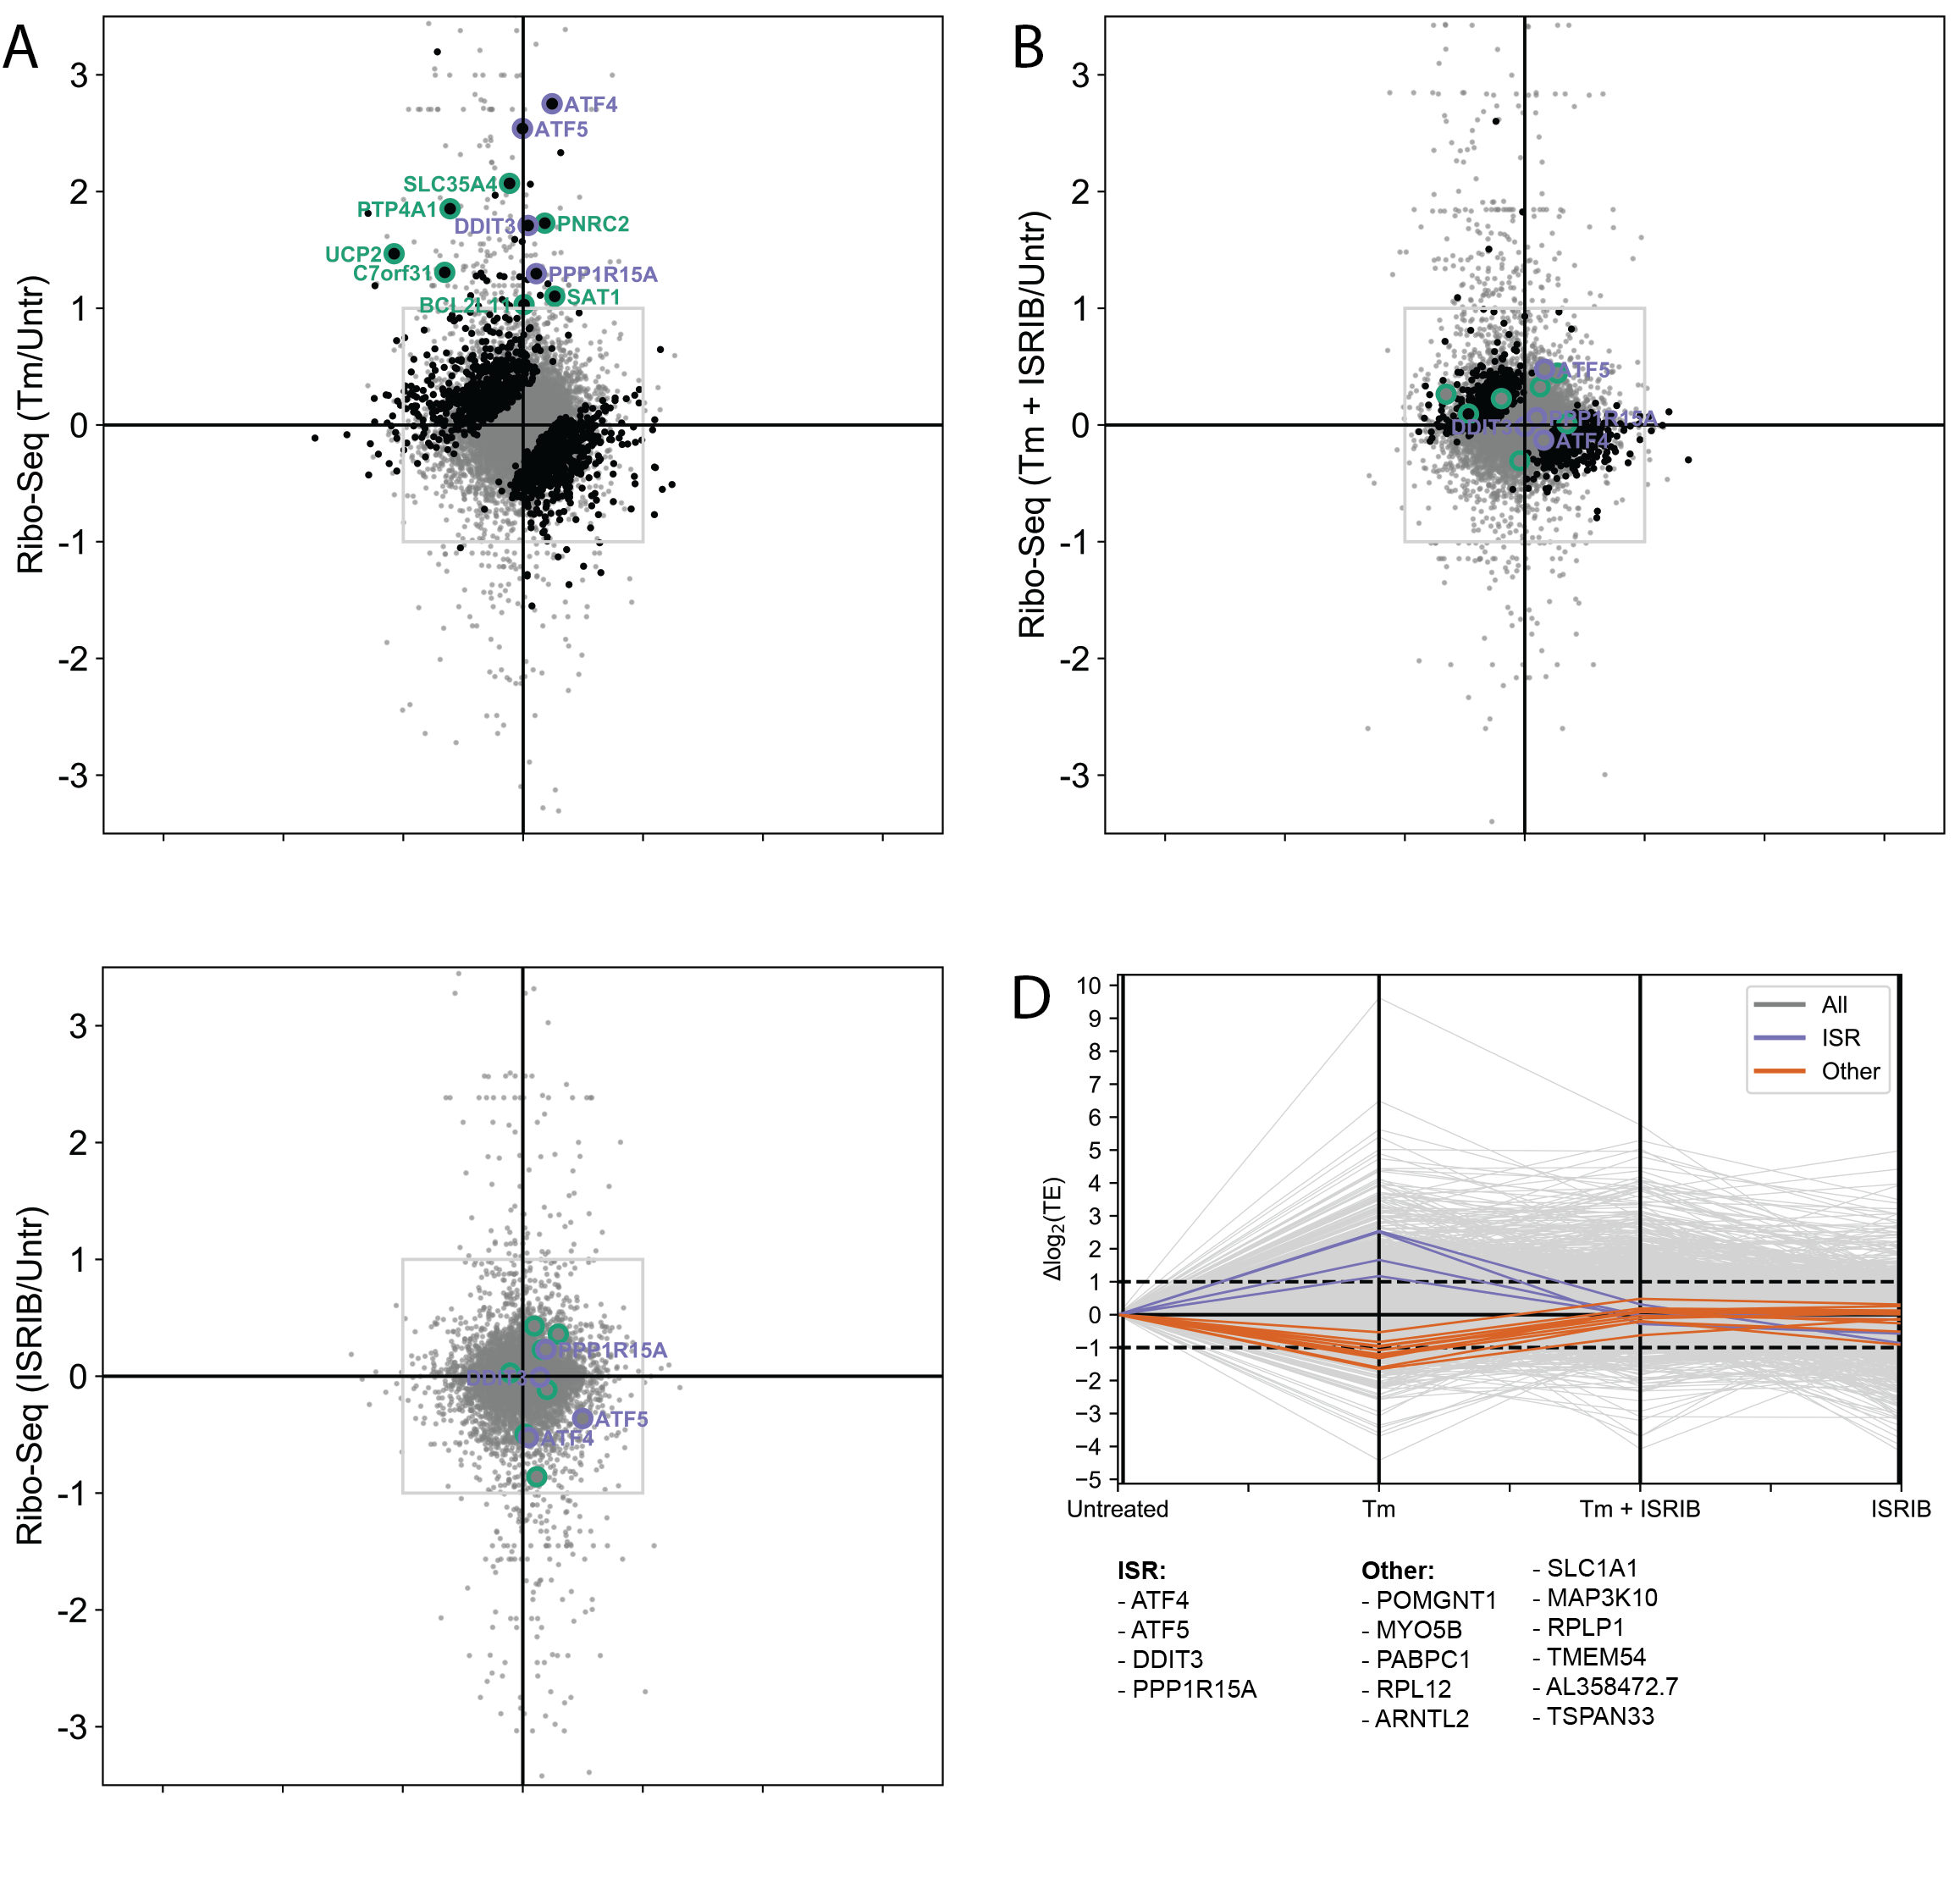 A
Ribo-Seq (Tm/Untr)
3
2
1
0
-1
-2
-3
ATF4
ATF5
SLC35A4
PTP4A1
DDIT3
PNRC2
UCP2
C7orf31
PPP1R15A
BCL2L11
SAT1
B
Ribo-Seq (Tm + ISRIB/Untr)
3
2
1
0
-1
-2
-3
ATF5
PPP1R15A
DDIT3
ATF4
Ribo-Seq (ISRIB/Untr)
3
2
1
0
-1
-2
-3
PPP1R15A
DDIT3
ATF5
ATF4
D
Δlog2(TE)
10
9
8
7
6
5
4
3
2
1
0
−1
−2
−3
−4
−5
All
ISR
Other
Untreated
Tm
Tm + ISRIB
ISRIB
ISR:
- ATF4
- ATF5
- DDIT3
- PPP1R15A
Other:
- POMGNT1
- MYO5B
- PABPC1
- RPL12
- ARNTL2
- SLC1A1
- MAP3K10
- RPLP1
- TMEM54
- AL358472.7
- TSPAN33